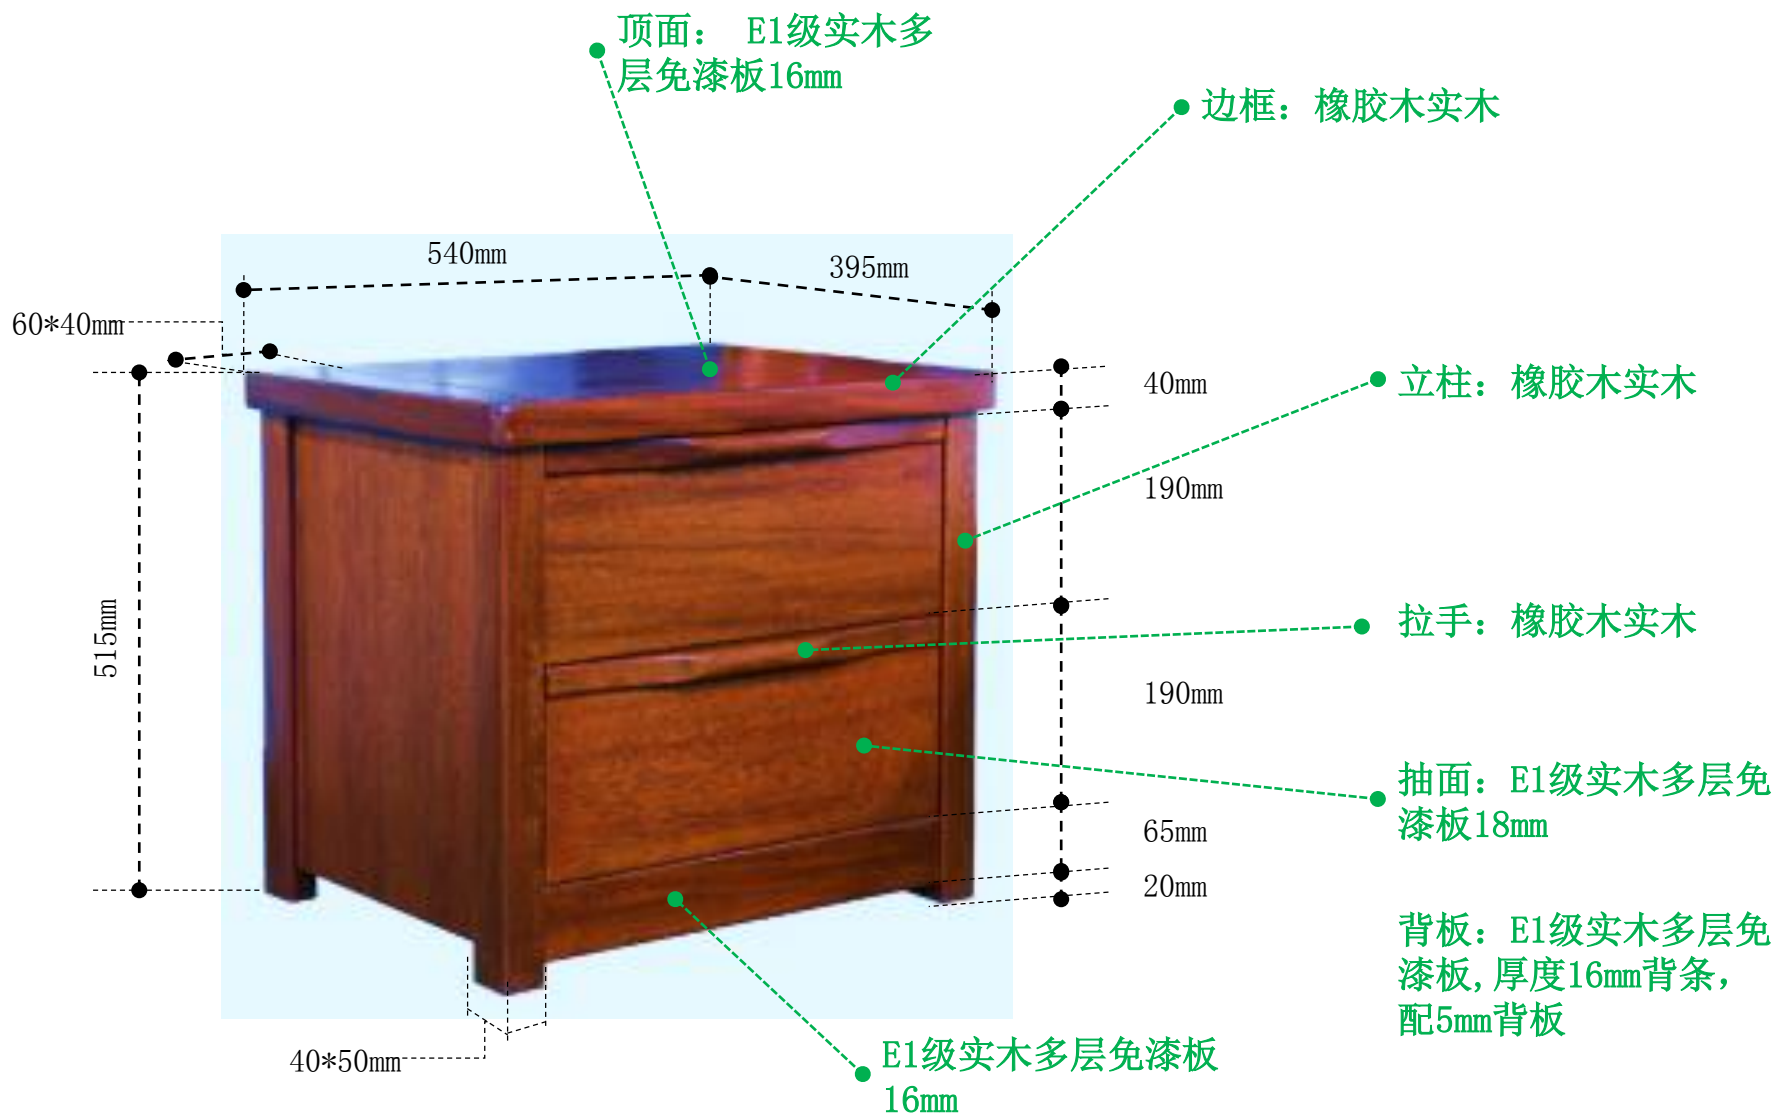 顶面： E1级实木多
层免漆板16mm
边框：橡胶木实木
540mm
395mm
60*40mm
40mm
立柱：橡胶木实木
190mm
515mm
拉手：橡胶木实木
190mm
抽面：E1级实木多层免
漆板18mm
65mm
20mm
背板：E1级实木多层免
漆板,厚度16mm背条，
配5mm背板
40*50mm
E1级实木多层免漆板
16mm